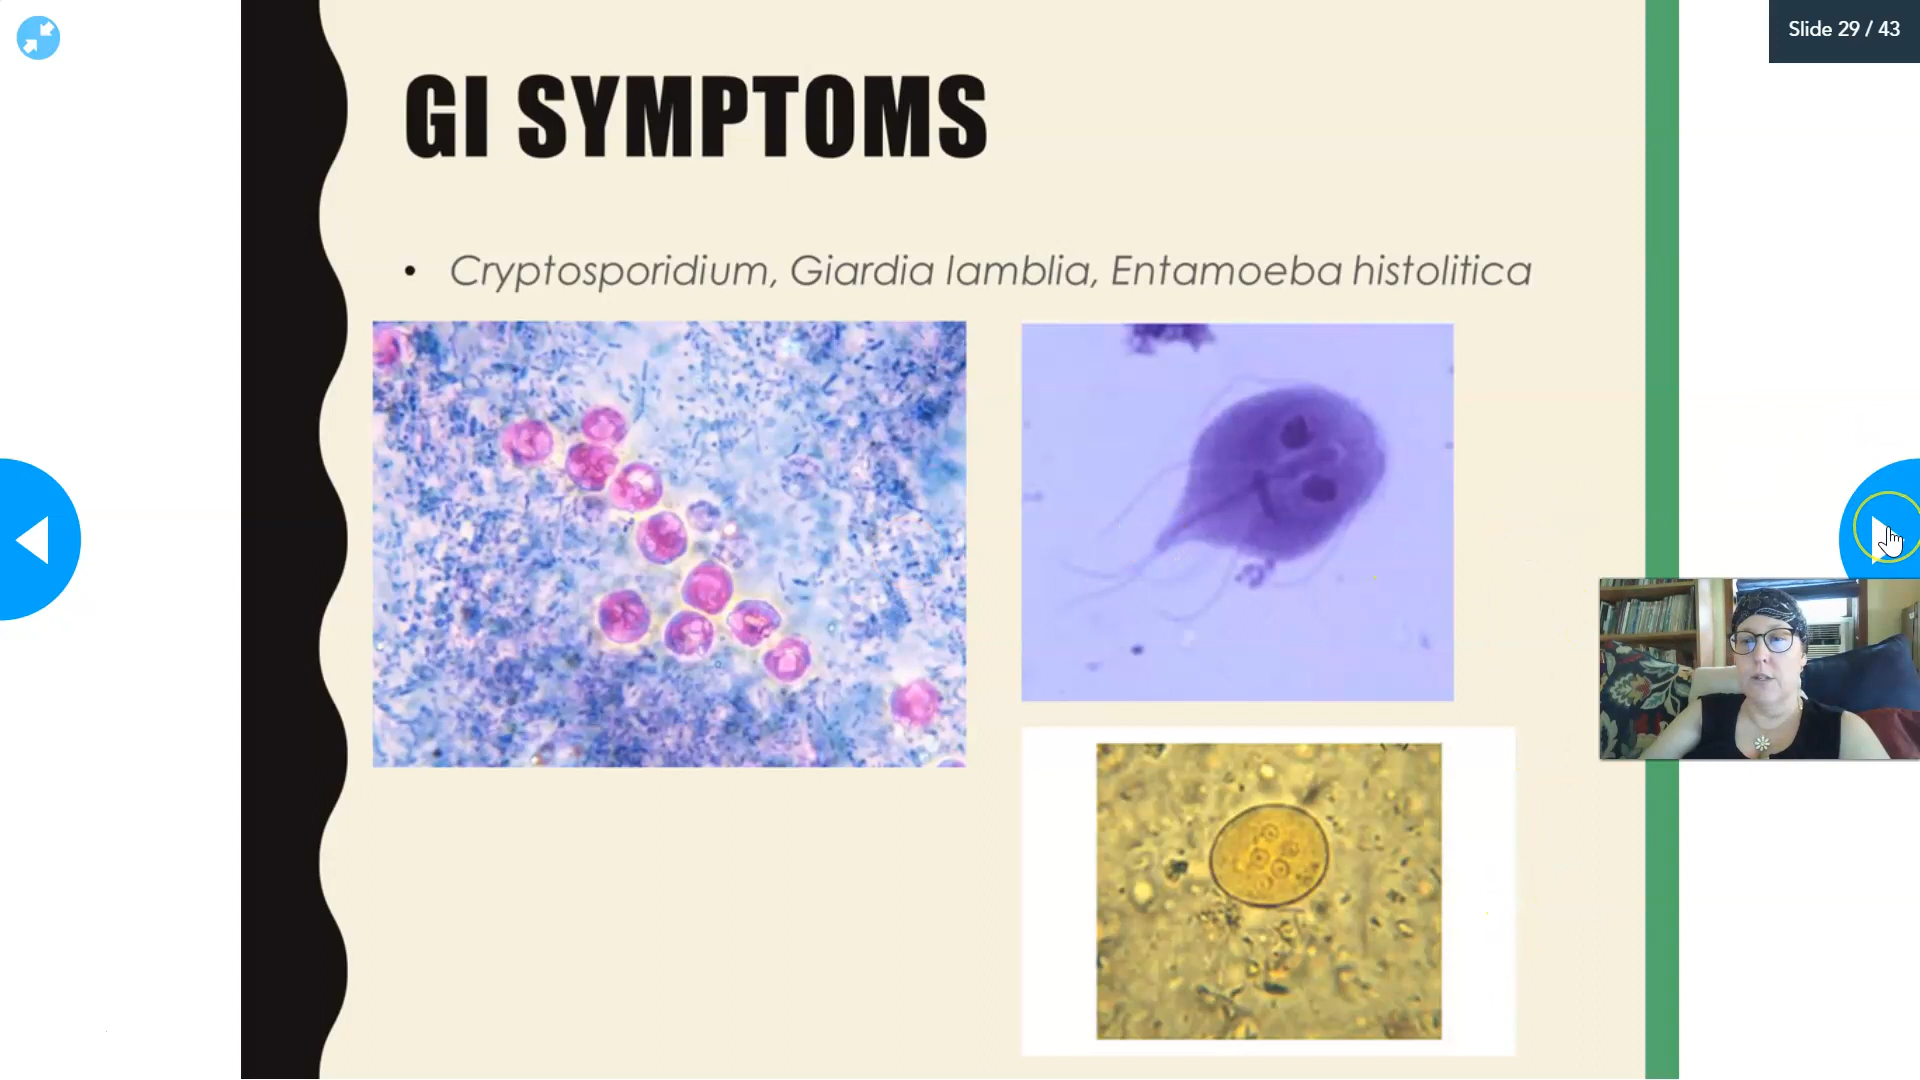 Slide 29 / 43
GI SYMPTOMS
• Cryptosporidium, Giardia lamblia, Entamoeba histolitica